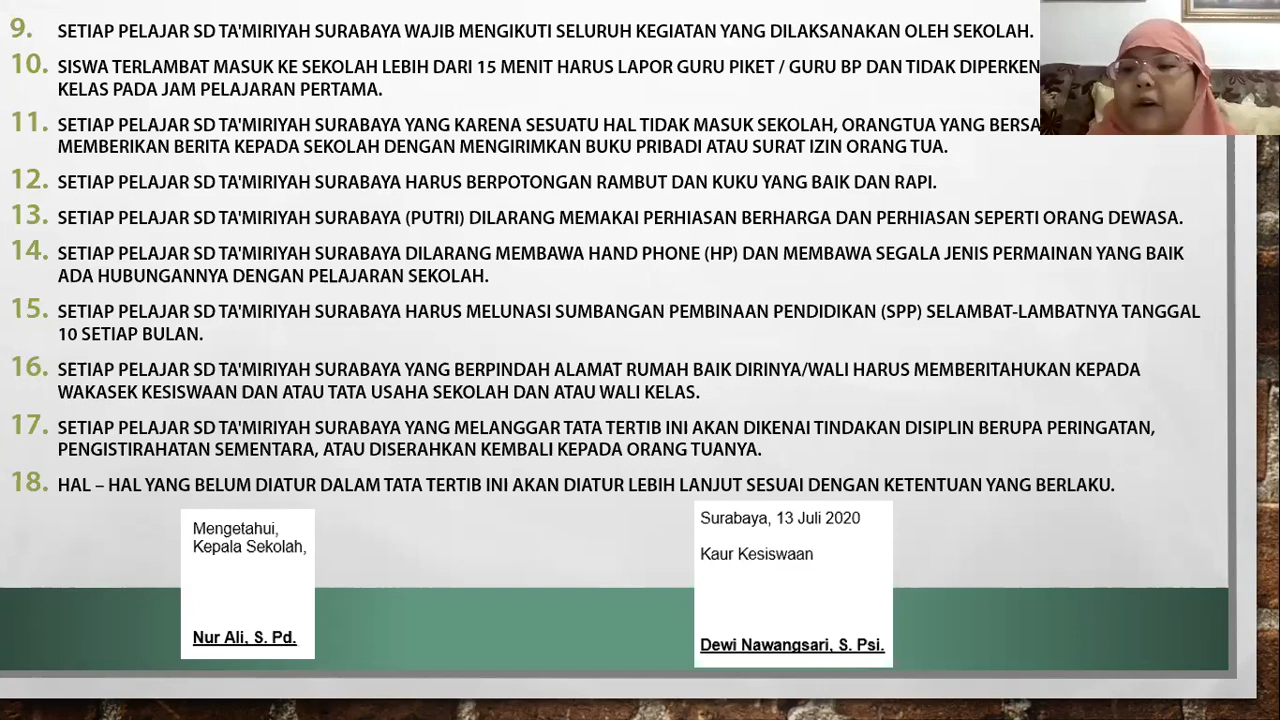 9. SETIAP PELAJAR SD TA'MIRIYAH SURABAYA WAJIB MENGIKUTI SELURUH KEGIATAN YANG DILAKSANAKAN OLEH SEKOLAH.
10. SISWA TERLAMBAT MASUK KE SEKOLAH LEBIH DARI 15 MENIT HARUS LAPOR GURU PIKET / GURU BP DAN TIDAK
KELAS PADA JAM PELAJARAN PERTAMA.
11. SETIAP PELAJAR SD TA'MIRIYAH SURABAYA YANG KARENA SESUATU HAL TIDAK MASUK SEKOLAH, ORANGTUA YANG
MEMBERIKAN BERITA KEPADA SEKOLAH DENGAN MENGIRIMKAN BUKU PRIBADI ATAU SURAT IZIN ORANG TUA.
12. SETIAP PELAJAR SD TA'MIRIYAH SURABAYA HARUS BERPOTONGAN RAMBUT DAN KUKU YANG BAIK DAN RAPI.
13. SETIAP PELAJAR SD TA'MIRIYAH SURABAYA (PUTRI) DILARANG MEMAKAI PERHIASAN BERHARGA DAN PERHIASAN SEPERTI ORANG DEWASA.
14. SETIAP PELAJAR SD TA'MIRIYAH SURABAYA DILARANG MEMBAWA HAND PHONE (HP) DAN MEMBAWA SEGALA JENIS PERMAINAN YANG BAIK
ADA HUBUNGANNYA DENGAN PELAJARAN SEKOLAH.
15. SETIAP PELAJAR SD TA'MIRIYAH SURABAYA HARUS MELUNASI SUMBANGAN PEMBINAAN PENDIDIKAN (SPP) SELAMBAT-LAMBATNYA TANGGAL
10 SETIAP BULAN.
16. SETIAP PELAJAR SD TA'MIRIYAH SURABAYA YANG BERPINDAH ALAMAT RUMAH BAIK DIRINYA/WALI HARUS MEMBERITAHUKAN KEPADA
WAKASEK KESISWAAN DAN ATAU TATA USAHA SEKOLAH DAN ATAU WALI KELAS.
17. SETIAP PELAJAR SD TA'MIRIYAH SURABAYA YANG MELANGGAR TATA TERTIB INI AKAN DIKENAI TINDAKAN DISIPLIN BERUPA PERINGATAN,
PENGISTIRAHATAN SEMENTARA, ATAU DISERAHKAN KEMBALI KEPADA ORANG TUANYA.
18. HAL – HAL YANG BELUM DIATUR DALAM TATA TERTIB INI AKAN DIATUR LEBIH LANJUT SESUAI DENGAN KETENTUAN YANG BERLAKU.
Mengetahui,
Kepala Sekolah,
Nur Ali, S. Pd.
Surabaya, 13 Juli 2020
Kaur Kesiswaan
Dewi Nawangsari, S. Psi.